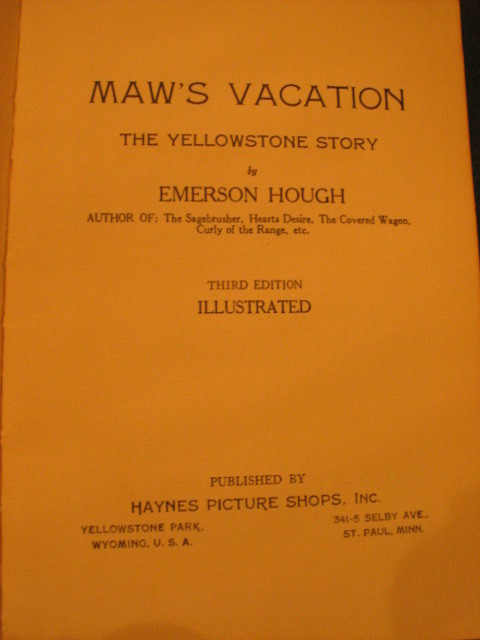 MAW'S VACATION
THE YELLOWSTONE STORY
by
EMERSON HOUGH
AUTHOR OF: The Sagebrusher, Hearts Desire, The Covered Wagon,
Curly of the Range, etc.
THIRD EDITION
ILLUSTRATED
PUBLISHED BY
HAYNES PICTURE SHOPS, INC.
YELLOWSTONE PARK,
WYOMING, U. S. A.
341-5 SELBY AVE.,
ST. PAUL, MINN.